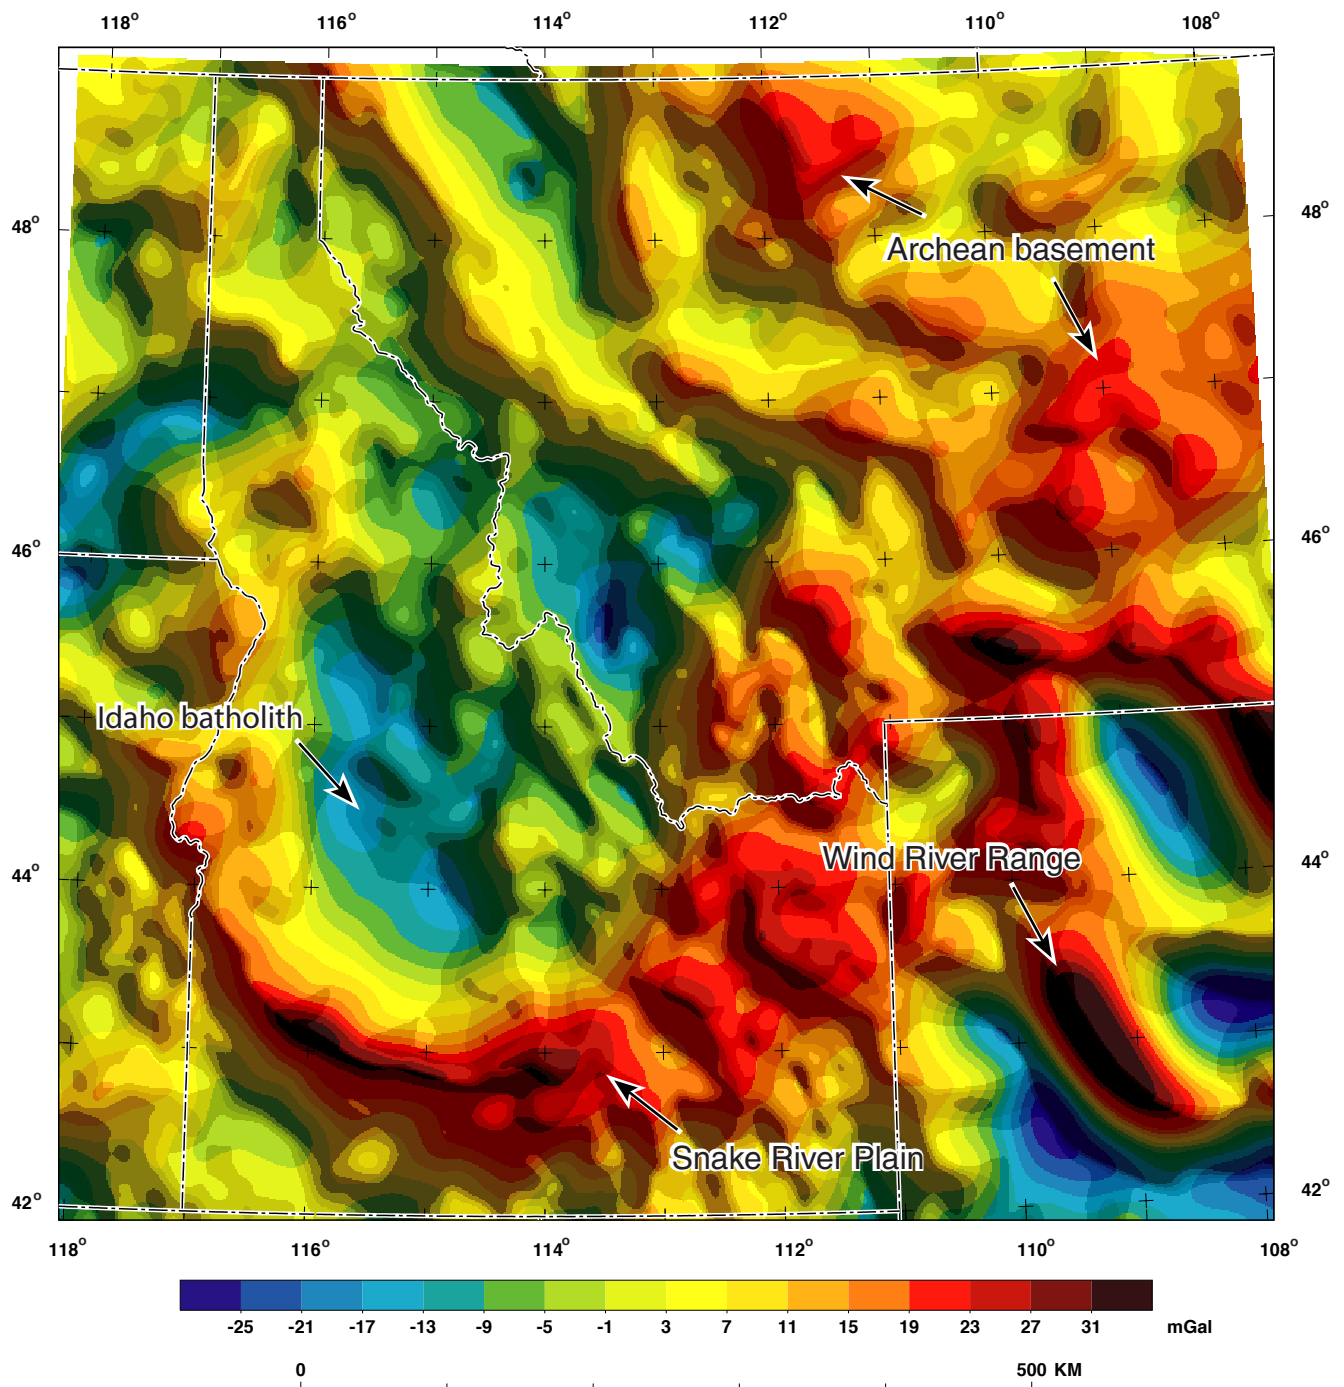 118° 116° 114° 112° 110° 108°
48° 48°
Archean basement
46° 46°
Idaho batholith
44° 44°
Wind River Range
Snake River Plain
42° 42°
118° 116° 114° 112° 110° 108°
-25 -21 -17 -13 -9 -5 -1 3 7 11 15 19 23 27 31 mGal
0 500 KM